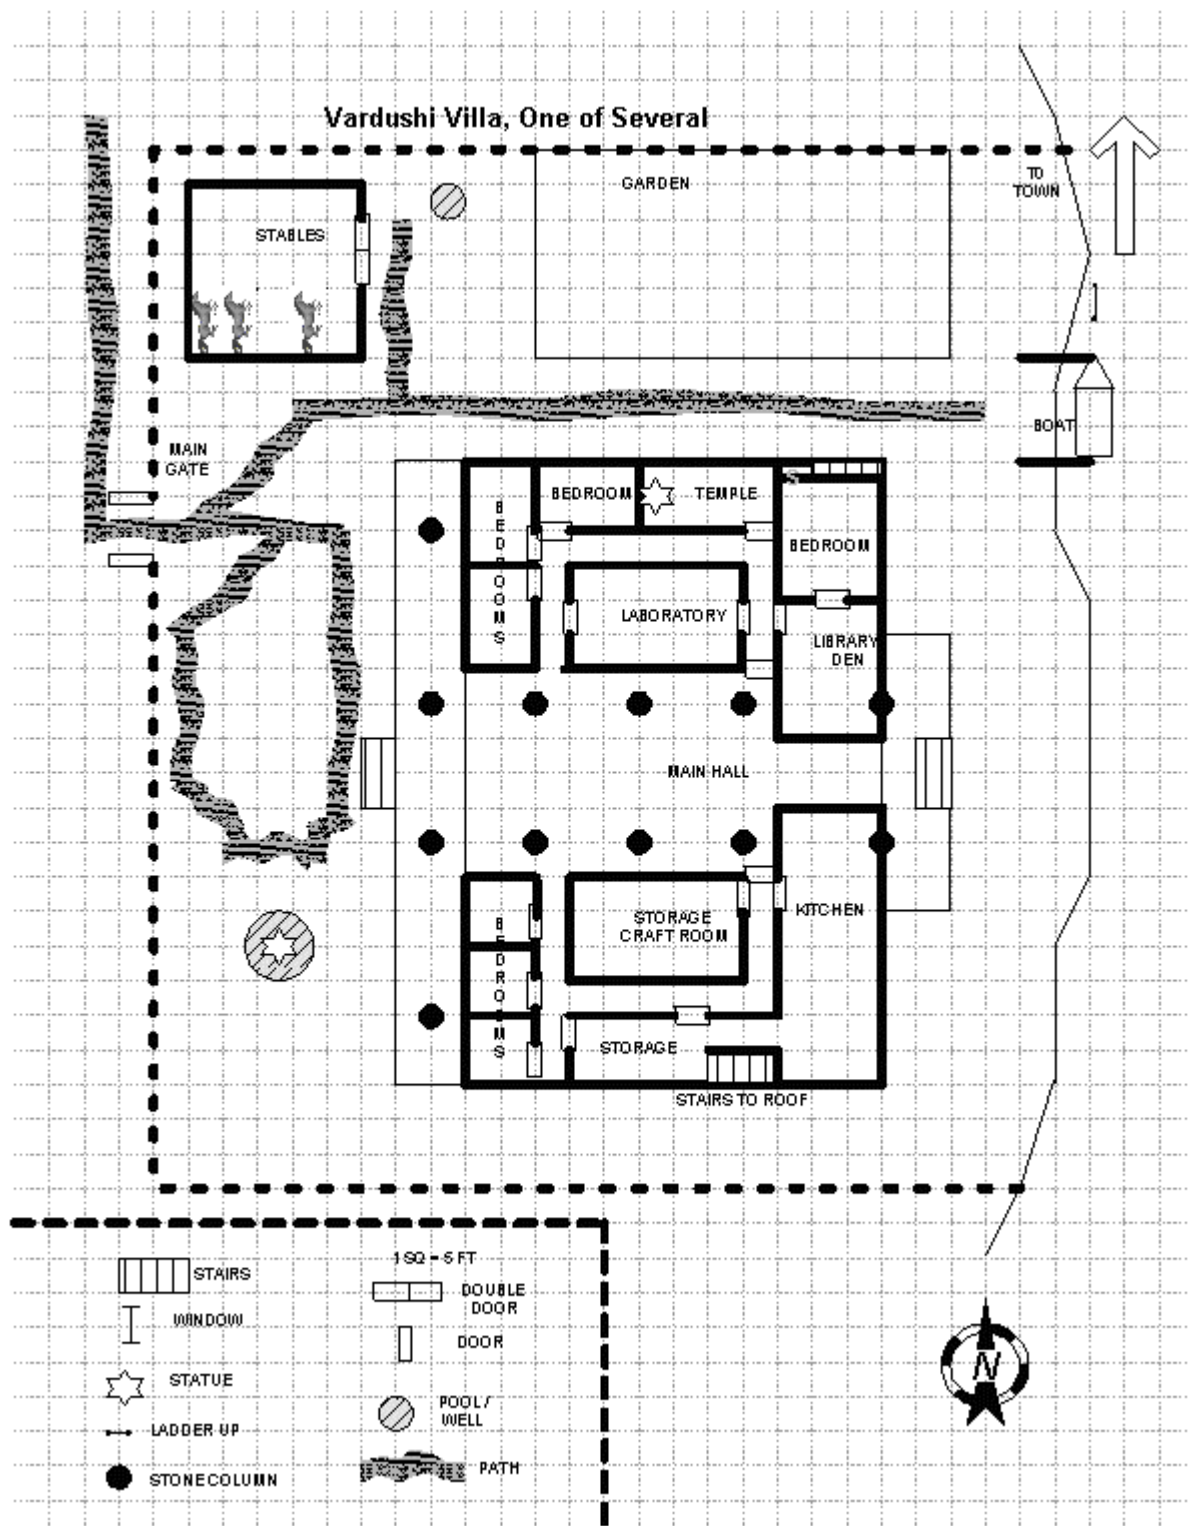 Vardushi Villa, One of Several
TO
TOWN
GARDEN
STABLES
BOAT
MAIN
GATE
BEDROOMS
BEDROOM
TEMPLE
S
BEDROOM
LABORATORY
LIBRARY
DEN
MAIN HALL
KITCHEN
STORAGE
CRAFT ROOM
BEDROOMS
STORAGE
STAIRS TO ROOF
1 SQ = 5 FT
STAIRS
DOUBLE
DOOR
WINDOW
DOOR
STATUE
POOL /
WELL
LADDER UP
PATH
STONE COLUMN
N